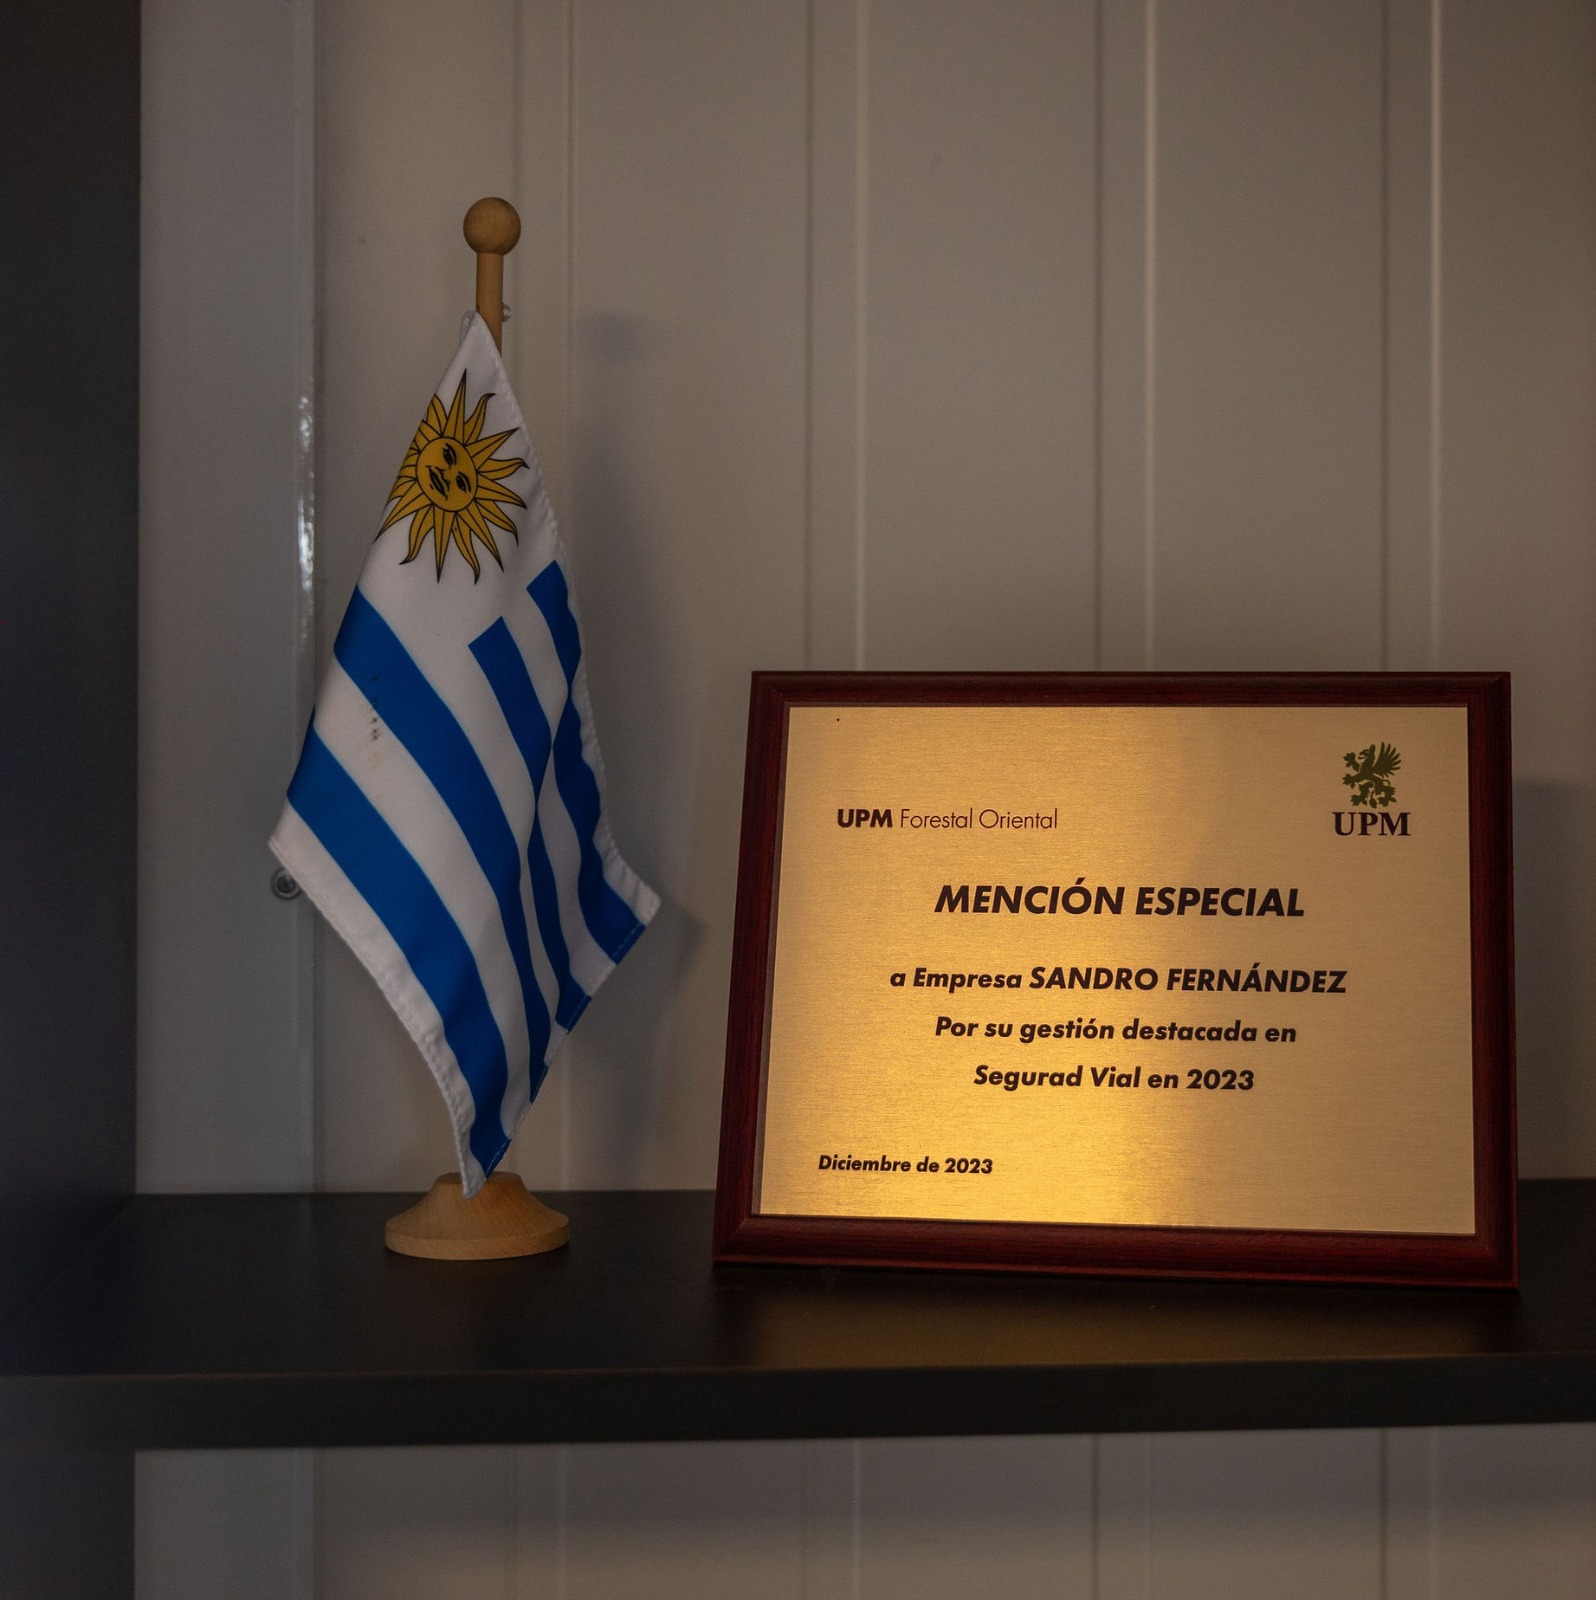 UPM Forestal Oriental
UPM
MENCIÓN ESPECIAL
a Empresa SANDRO FERNÁNDEZ
Por su gestión destacada en
Segurad Vial en 2023
Diciembre de 2023